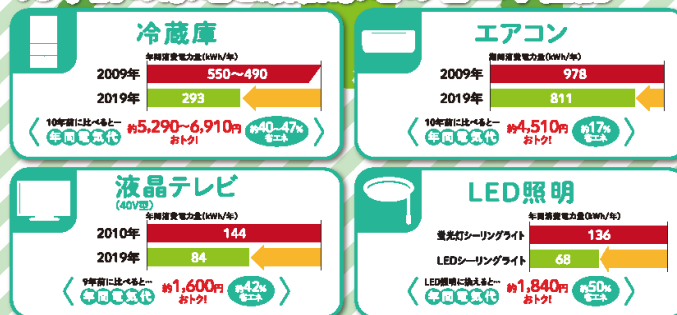 冷蔵庫
年間消費電力量(kWh/年)
2009年 550〜490
2019年 293
10年前に比べると…
年間電気代 約5,290〜6,910円おトク! 約40〜47%省エネ
エアコン
期間消費電力量(kWh/年)
2009年 978
2019年 811
10年前に比べると…
年間電気代 約4,510円おトク! 約17%省エネ
液晶テレビ
(40V型)
年間消費電力量(kWh/年)
2010年 144
2019年 84
9年前に比べると…
年間電気代 約1,600円おトク! 約42%省エネ
LED照明
年間消費電力量(kWh/年)
蛍光灯シーリングライト 136
LEDシーリングライト 68
LED照明に換えると…
年間電気代 約1,840円おトク! 約50%省エネ